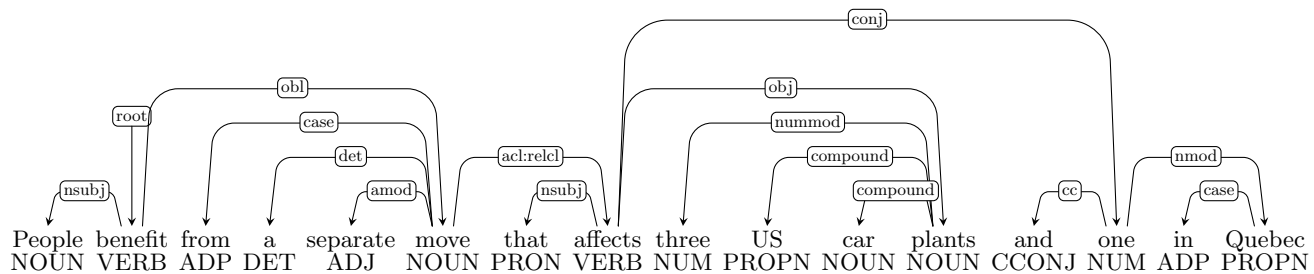 conj
obl obj
root
case nummod
det acl:relcl compound nmod
nsubj amod nsubj compound cc case
People benefit from a separate move that affects three US car plants and one in Quebec
NOUN VERB ADP DET ADJ NOUN PRON VERB NUM PROPN NOUN NOUN CCONJ NUM ADP PROPN